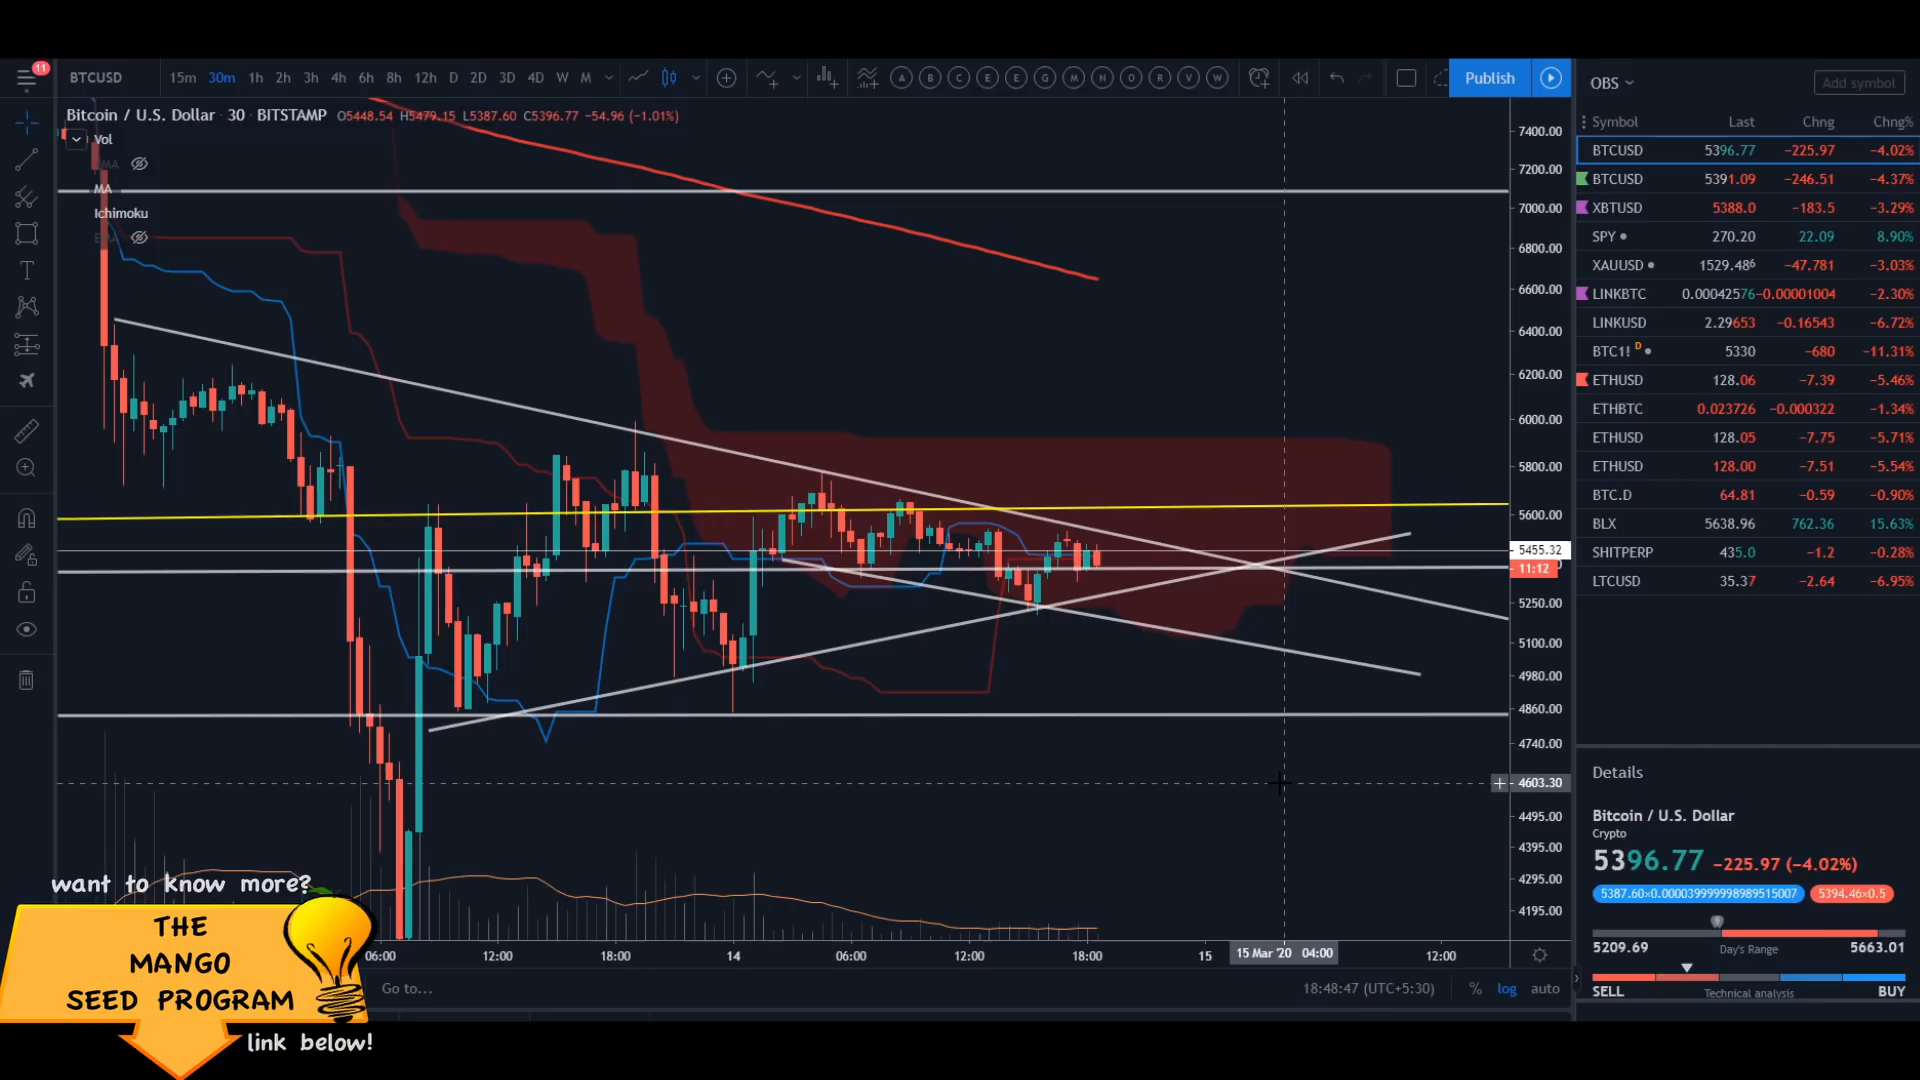 11
BTCUSD 15m 30m 1h 2h 3h 4h 6h 8h 12h D 2D 3D 4D W M A B C E E G M N O R V W Publish
OBS Add symbol
Bitcoin / U.S. Dollar 30 BITSTAMP O5448.54 H5479.15 L5387.60 C5396.77 -54.96 (-1.01%)
Vol
MA
MA
Ichimoku
EMA
7400.00
7200.00
7000.00
6800.00
6600.00
6400.00
6200.00
6000.00
5800.00
5600.00
5455.32
11:12
5250.00
5100.00
4980.00
4860.00
4740.00
4603.30
4495.00
4395.00
4295.00
4195.00
06:00 12:00 18:00 14 06:00 12:00 18:00 15 15 Mar '20 04:00 12:00
Go to... 18:48:47 (UTC+5:30) % log auto
Symbol Last Chng Chng%
BTCUSD 5396.77 -225.97 -4.02%
BTCUSD 5391.09 -246.51 -4.37%
XBTUSD 5388.0 -183.5 -3.29%
SPY 270.20 22.09 8.90%
XAUUSD 1529.486 -47.781 -3.03%
LINKBTC 0.00042576 -0.00001004 -2.30%
LINKUSD 2.29653 -0.16543 -6.72%
BTC1! D 5330 -680 -11.31%
ETHUSD 128.06 -7.39 -5.46%
ETHBTC 0.023726 -0.000322 -1.34%
ETHUSD 128.05 -7.75 -5.71%
ETHUSD 128.00 -7.51 -5.54%
BTC.D 64.81 -0.59 -0.90%
BLX 5638.96 762.36 15.63%
SHITPERP 435.0 -1.2 -0.28%
LTCUSD 35.37 -2.64 -6.95%
Details
Bitcoin / U.S. Dollar
Crypto
5396.77 -225.97 (-4.02%)
5387.60×0.000039999998989515007 5394.46×0.5
5209.69 Day's Range 5663.01
SELL Technical analysis BUY
want to know more?
THE
MANGO
SEED PROGRAM
link below!